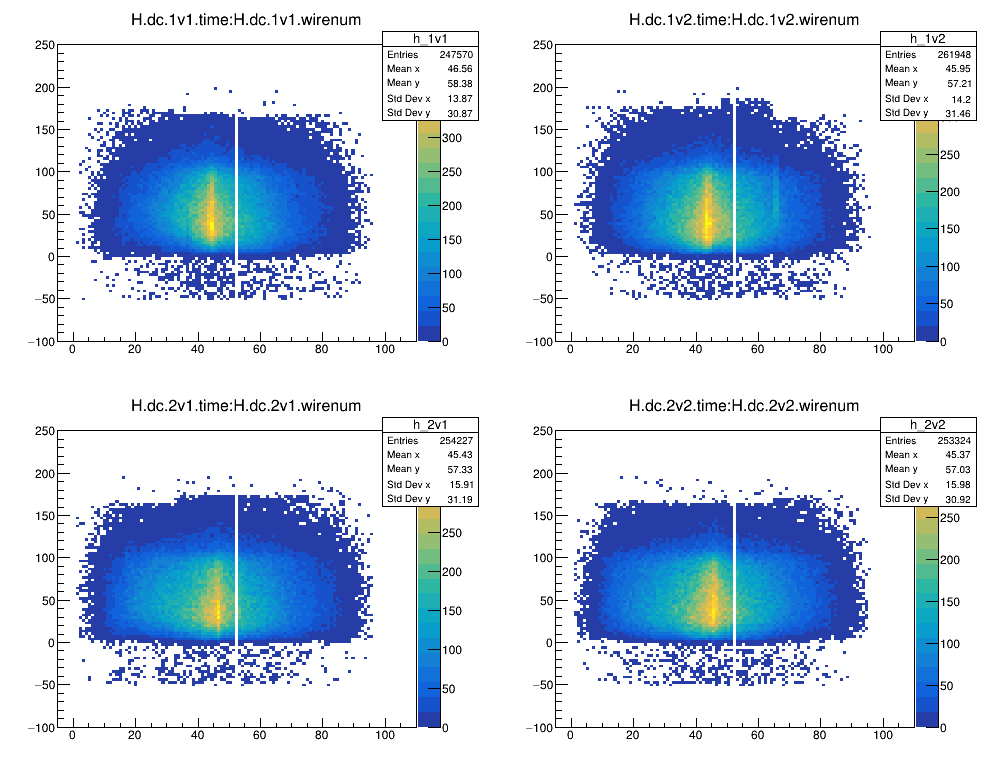 H.dc.1v1.time:H.dc.1v1.wirenum
h_1v1
Entries 247570
Mean x 46.56
Mean y 58.38
Std Dev x 13.87
Std Dev y 30.87
250
200
150
100
50
0
−50
−100
0 20 40 60 80 100
300
250
200
150
100
50
0
H.dc.1v2.time:H.dc.1v2.wirenum
h_1v2
Entries 261948
Mean x 45.95
Mean y 57.21
Std Dev x 14.2
Std Dev y 31.46
250
200
150
100
50
0
−50
−100
0 20 40 60 80 100
250
200
150
100
50
0
H.dc.2v1.time:H.dc.2v1.wirenum
h_2v1
Entries 254227
Mean x 45.43
Mean y 57.33
Std Dev x 15.91
Std Dev y 31.19
250
200
150
100
50
0
−50
−100
0 20 40 60 80 100
250
200
150
100
50
0
H.dc.2v2.time:H.dc.2v2.wirenum
h_2v2
Entries 253324
Mean x 45.37
Mean y 57.03
Std Dev x 15.98
Std Dev y 30.92
250
200
150
100
50
0
−50
−100
0 20 40 60 80 100
250
200
150
100
50
0